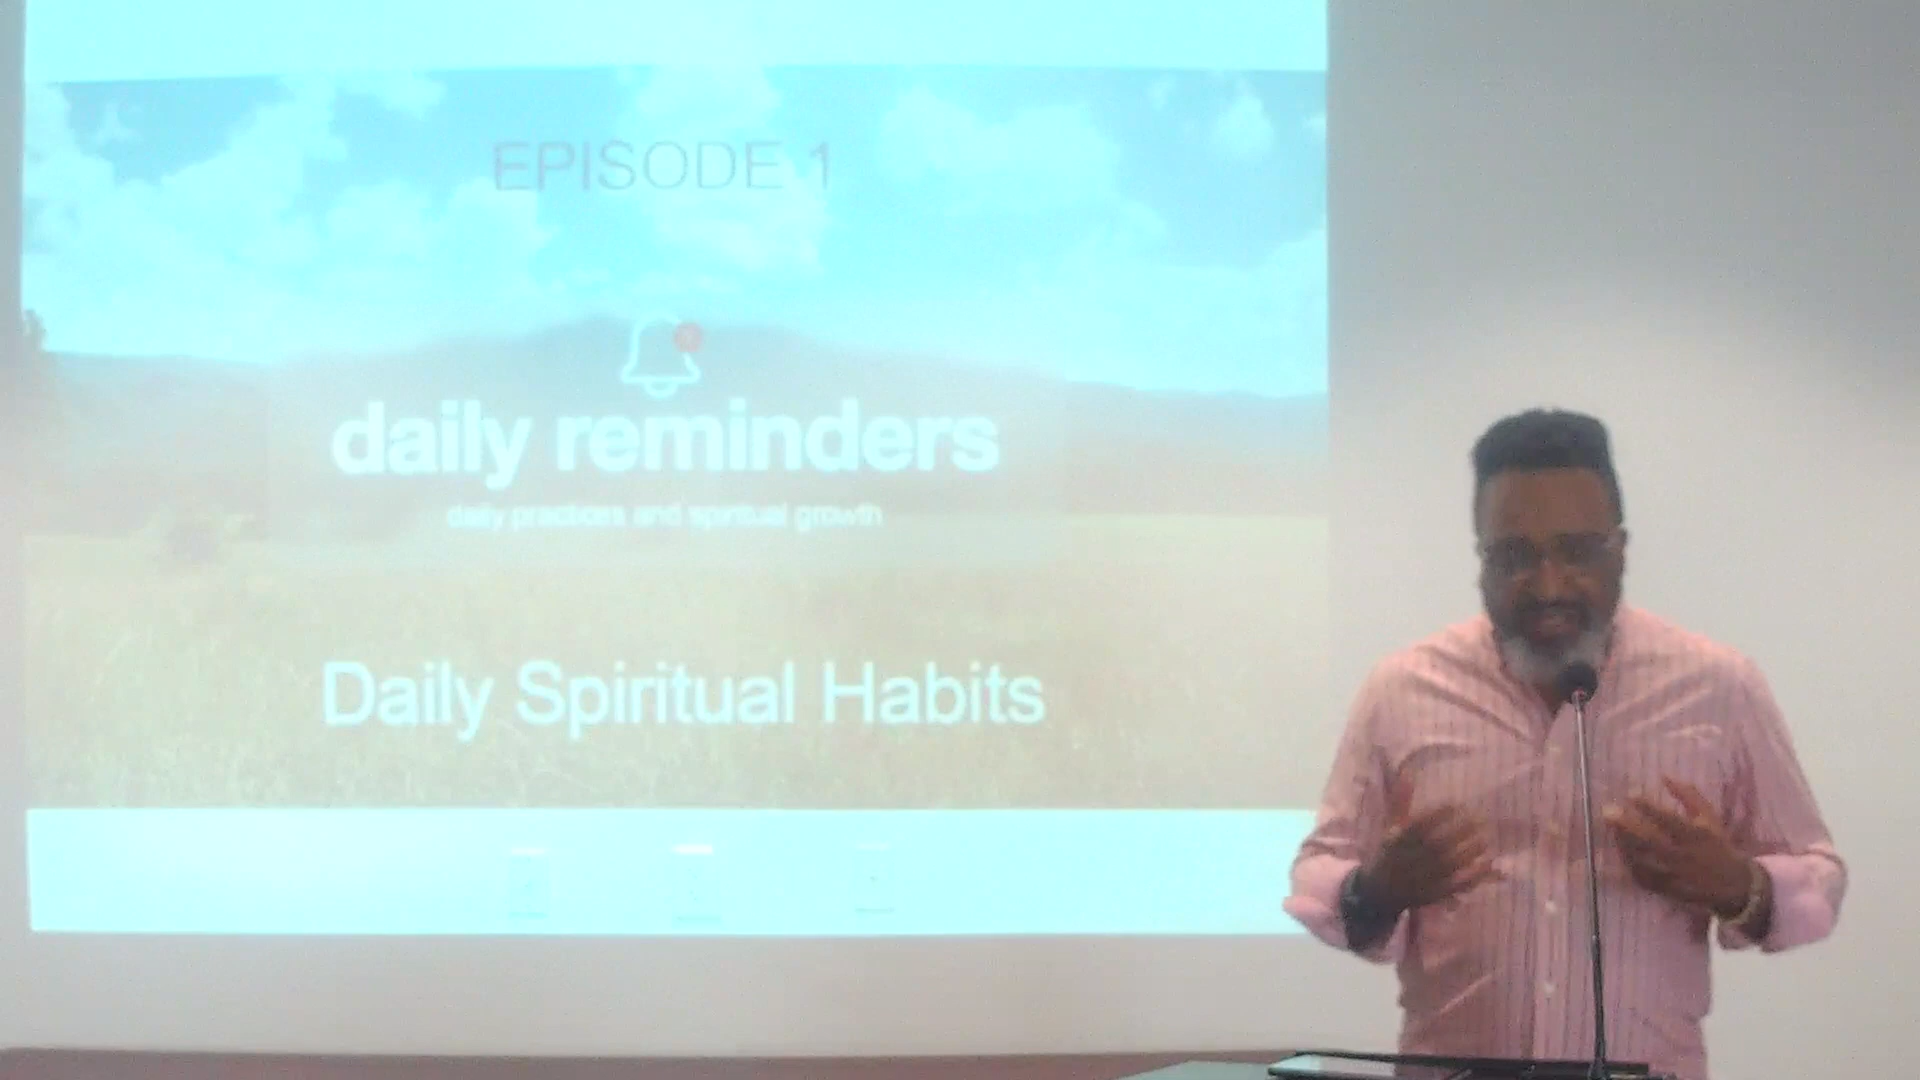 EPISODE 1
daily reminders
daily practices and spiritual growth
Daily Spiritual Habits